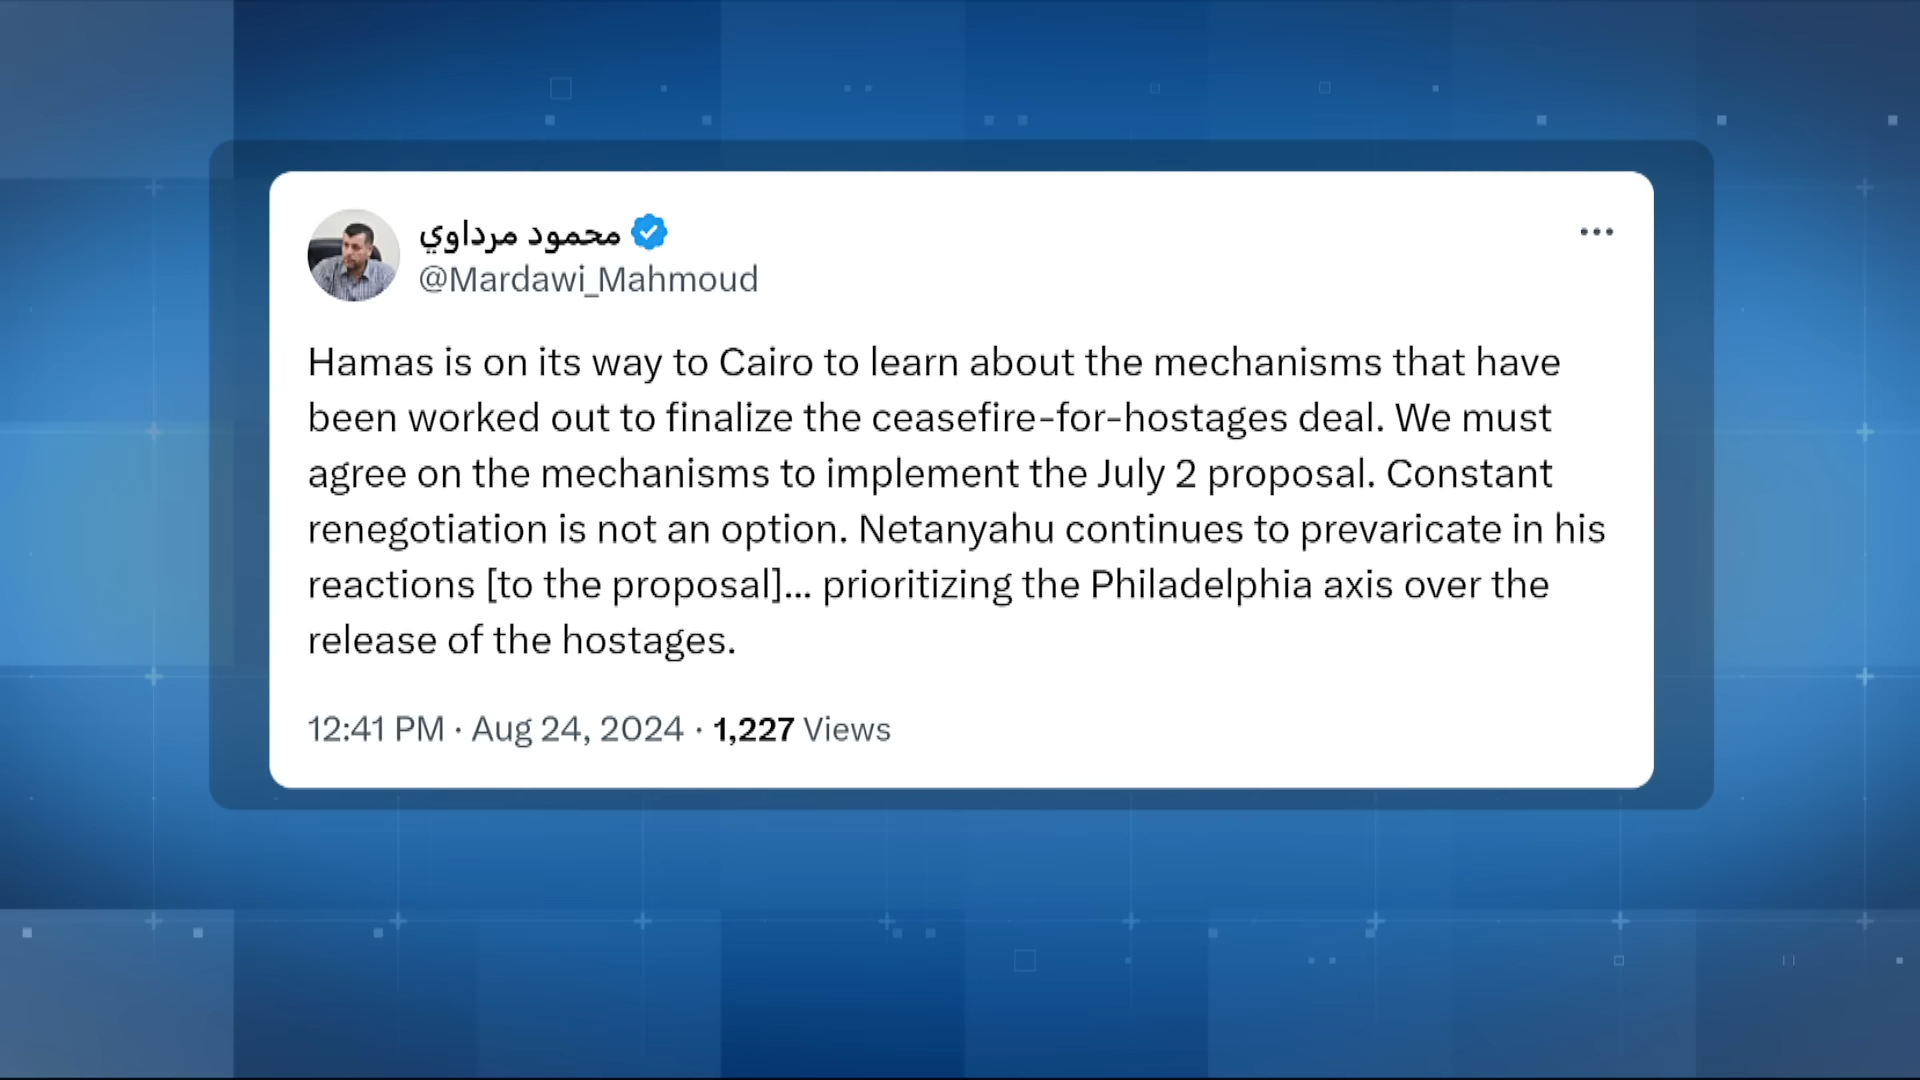 محمود مرداوي
@Mardawi_Mahmoud
Hamas is on its way to Cairo to learn about the mechanisms that have
been worked out to finalize the ceasefire-for-hostages deal. We must
agree on the mechanisms to implement the July 2 proposal. Constant
renegotiation is not an option. Netanyahu continues to prevaricate in his
reactions [to the proposal]... prioritizing the Philadelphia axis over the
release of the hostages.
12:41 PM · Aug 24, 2024 · 1,227 Views